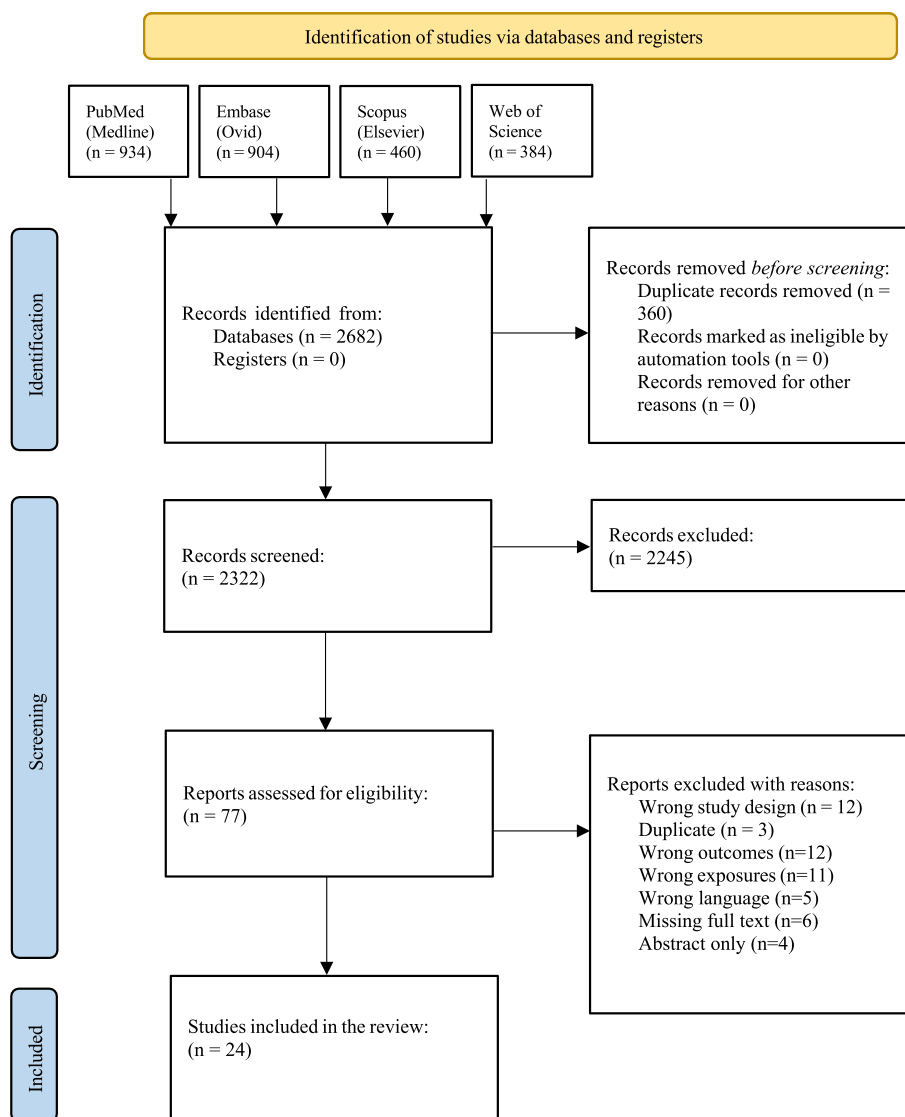 Identification of studies via databases and registers
PubMed
(Medline)
(n = 934)
Embase
(Ovid)
(n = 904)
Scopus
(Elsevier)
(n = 460)
Web of
Science
(n = 384)
Identification
Records identified from:
Databases (n = 2682)
Registers (n = 0)
Records removed before screening:
Duplicate records removed (n =
360)
Records marked as ineligible by
automation tools (n = 0)
Records removed for other
reasons (n = 0)
Screening
Records screened:
(n = 2322)
Records excluded:
(n = 2245)
Reports assessed for eligibility:
(n = 77)
Reports excluded with reasons:
Wrong study design (n = 12)
Duplicate (n = 3)
Wrong outcomes (n=12)
Wrong exposures (n=11)
Wrong language (n=5)
Missing full text (n=6)
Abstract only (n=4)
Included
Studies included in the review:
(n = 24)